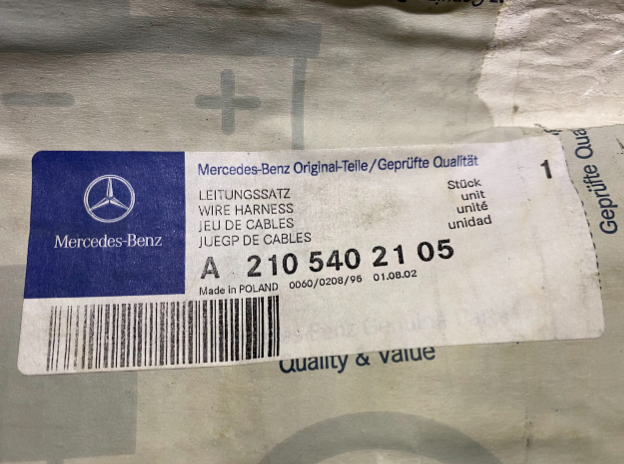 Mercedes-Benz
Mercedes-Benz Original-Teile/Geprüfte Qualität
LEITUNGSSATZ
WIRE HARNESS
JEU DE CABLES
JUEGP DE CABLES
Stück
unit
unité
unidad
1
A 210 540 21 05
Made in POLAND 0060/0208/96 01.08.02
Quality & Value
Geprüfte Qua